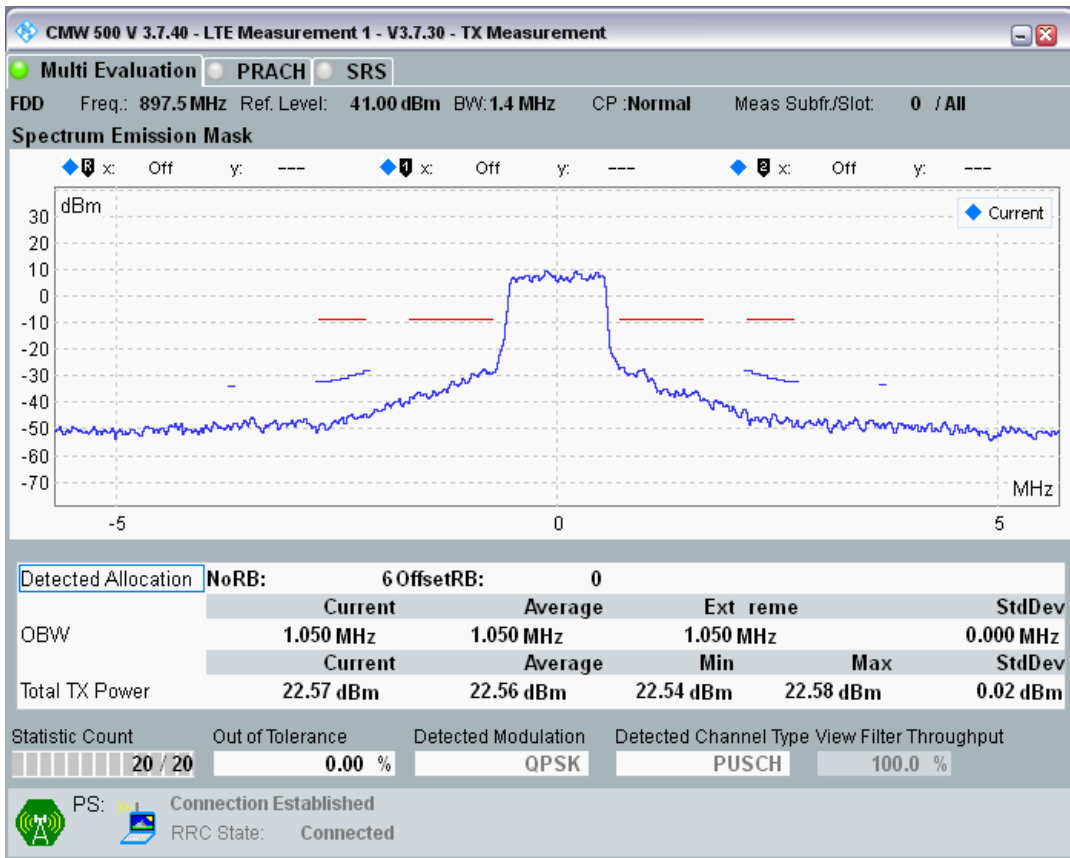 CMW 500 V 3.7.40 - LTE Measurement 1 - V3.7.30 - TX Measurement
Multi Evaluation PRACH SRS
FDD Freq.: 897.5 MHz Ref. Level: 41.00 dBm BW: 1.4 MHz CP :Normal Meas Subfr./Slot: 0 / All
Spectrum Emission Mask
R x: Off y: --- 1 x: Off y: --- 2 x: Off y: ---
dBm
Current
30
20
10
0
-10
-20
-30
-40
-50
-60
-70
MHz
-5 0 5
Detected Allocation NoRB: 6 OffsetRB: 0
Current Average Ext reme StdDev
OBW 1.050 MHz 1.050 MHz 1.050 MHz 0.000 MHz
Current Average Min Max StdDev
Total TX Power 22.57 dBm 22.56 dBm 22.54 dBm 22.58 dBm 0.02 dBm
Statistic Count Out of Tolerance Detected Modulation Detected Channel Type View Filter Throughput
20 / 20 0.00 % QPSK PUSCH 100.0 %
PS: Connection Established
RRC State: Connected